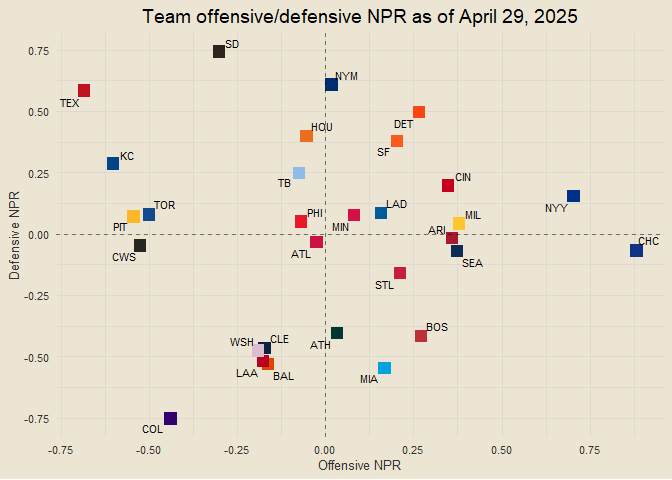 Team offensive/defensive NPR as of April 29, 2025
0.75
SD
NYM
TEX
0.50
DET
HOU
SF
KC
0.25
TB
CIN
NYY
TOR
PIT
PHI
MIN
LAD
MIL
ARI
0.00
CHC
CWS
ATL
SEA
STL
-0.25
BOS
WSH
CLE
ATH
-0.50
LAA
BAL
MIA
-0.75
COL
-0.75
-0.50
-0.25
0.00
0.25
0.50
0.75
Offensive NPR
Defensive NPR